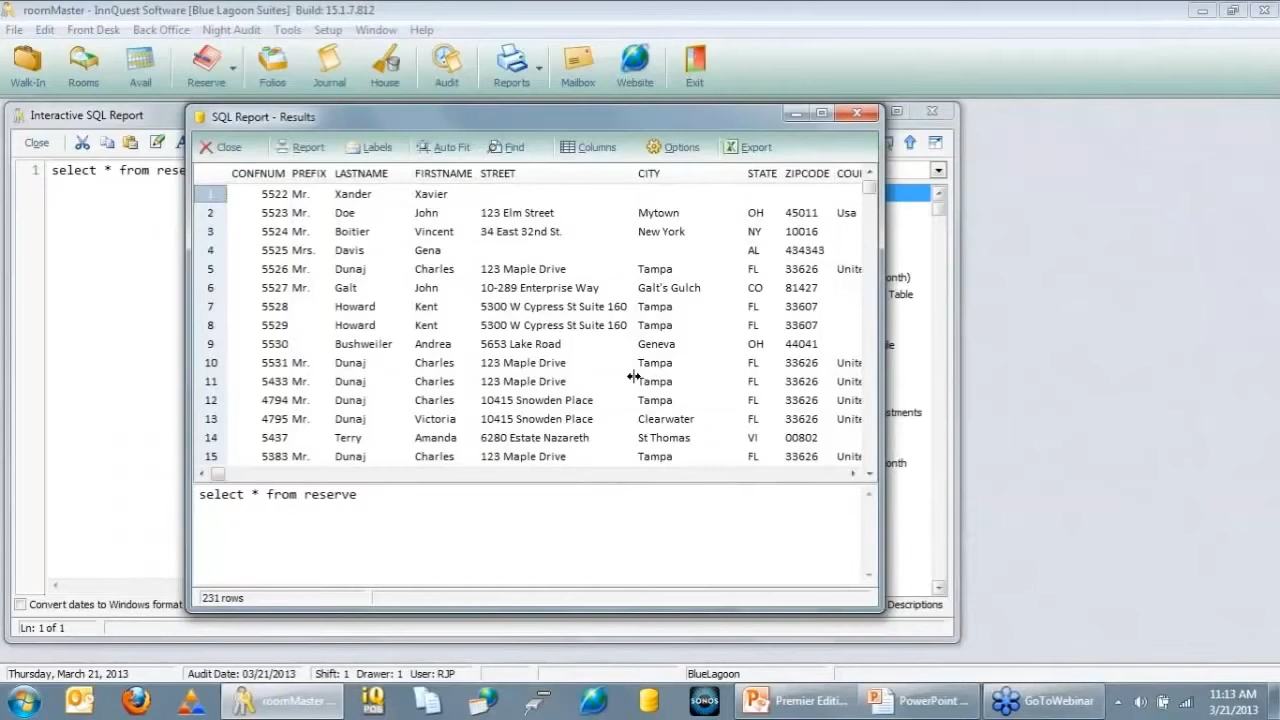 roomMaster - InnQuest Software [Blue Lagoon Suites] Build: 15.1.7.812
File Edit Front Desk Back Office Night Audit Tools Setup Window Help
Walk-In Rooms Avail Reserve Folios Journal House Audit Reports Mailbox Website Exit
Interactive SQL Report
SQL Report - Results
Close
Close Report Labels Auto Fit Find Columns Options Export
1 select * from rese
CONFNUM PREFIX LASTNAME FIRSTNAME STREET CITY STATE ZIPCODE COUI
1 5522 Mr. Xander Xavier
2 5523 Mr. Doe John 123 Elm Street Mytown OH 45011 Usa
3 5524 Mr. Boitier Vincent 34 East 32nd St. New York NY 10016
4 5525 Mrs. Davis Gena AL 434343
5 5526 Mr. Dunaj Charles 123 Maple Drive Tampa FL 33626 Unite
6 5527 Mr. Galt John 10-289 Enterprise Way Galt's Gulch CO 81427
7 5528 Howard Kent 5300 W Cypress St Suite 160 Tampa FL 33607
8 5529 Howard Kent 5300 W Cypress St Suite 160 Tampa FL 33607
9 5530 Bushweiler Andrea 5653 Lake Road Geneva OH 44041
10 5531 Mr. Dunaj Charles 123 Maple Drive Tampa FL 33626 Unite
11 5433 Mr. Dunaj Charles 123 Maple Drive Tampa FL 33626 Unite
12 4794 Mr. Dunaj Charles 10415 Snowden Place Tampa FL 33626 Unite
13 4795 Mr. Dunaj Victoria 10415 Snowden Place Clearwater FL 33626 Unite
14 5437 Terry Amanda 6280 Estate Nazareth St Thomas VI 00802
15 5383 Mr. Dunaj Charles 123 Maple Drive Tampa FL 33626 Unite
onth)
Table
ile
stments
onth
select * from reserve
231 rows
Convert dates to Windows format
Descriptions
Ln: 1 of 1
Thursday, March 21, 2013 Audit Date: 03/21/2013 Shift: 1 Drawer: 1 User: RJP BlueLagoon
roomMaster ... iQ POS SONOS Premier Editi... PowerPoint ... GoToWebinar 11:13 AM
3/21/2013